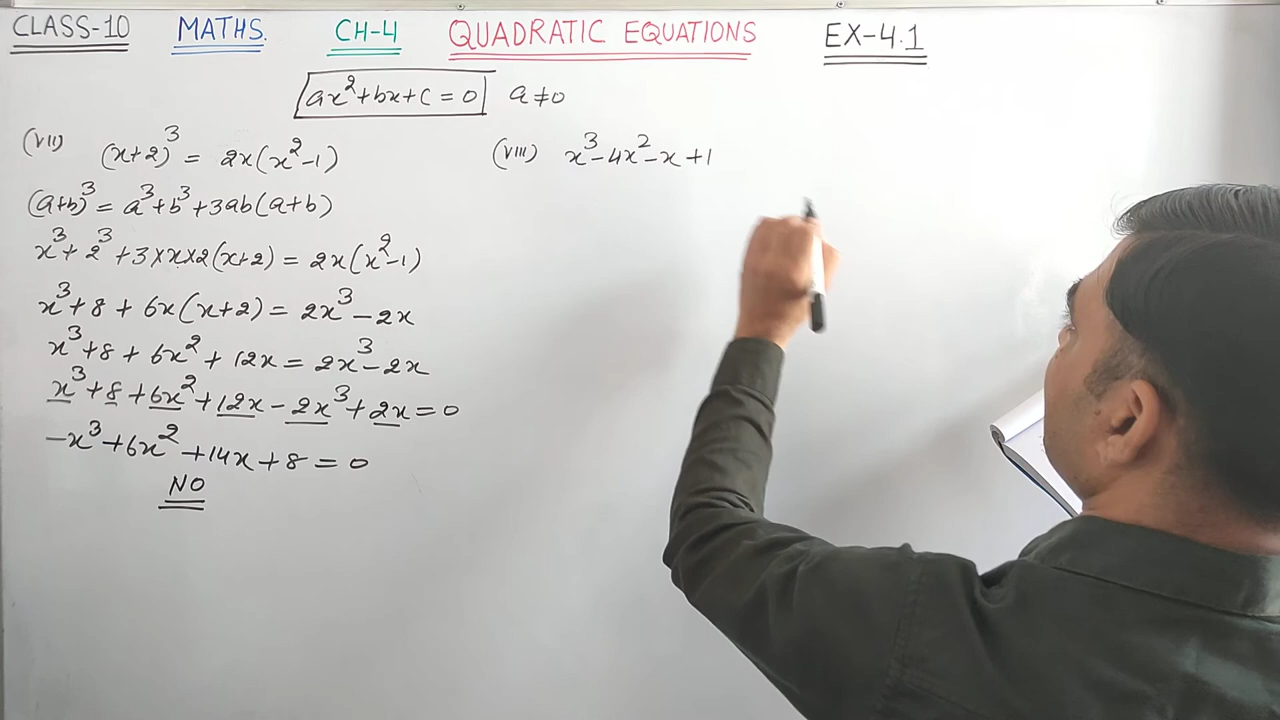 CLASS-10 MATHS. CH-4 QUADRATIC EQUATIONS EX-4.1
ax²+bx+c=0 a≠0
(VII) (x+2)³ = 2x(x²-1)
(a+b)³ = a³+b³+3ab(a+b)
x³+2³+3×x×2(x+2) = 2x(x²-1)
x³+8+6x(x+2) = 2x³-2x
x³+8+6x²+12x = 2x³-2x
x³+8+6x²+12x-2x³+2x=0
-x³+6x²+14x+8=0
NO
(VIII) x³-4x²-x+1